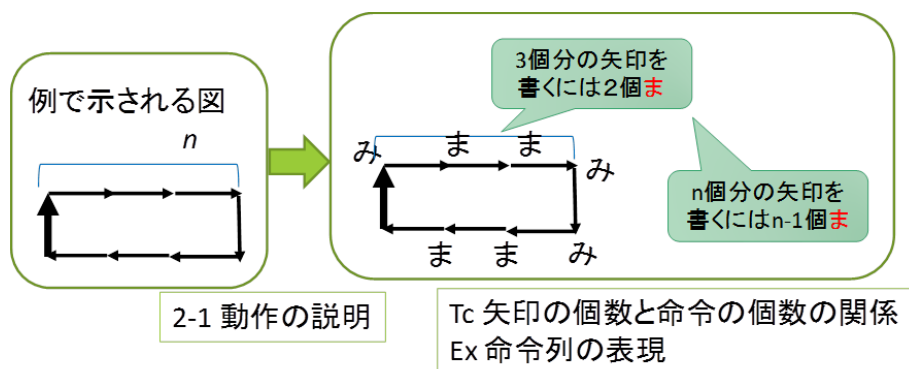 例で示される図
n
2-1 動作の説明
3個分の矢印を
書くには２個ま
n個分の矢印を
書くにはn-1個ま
み ま ま み
ま ま み
Tc 矢印の個数と命令の個数の関係
Ex 命令列の表現